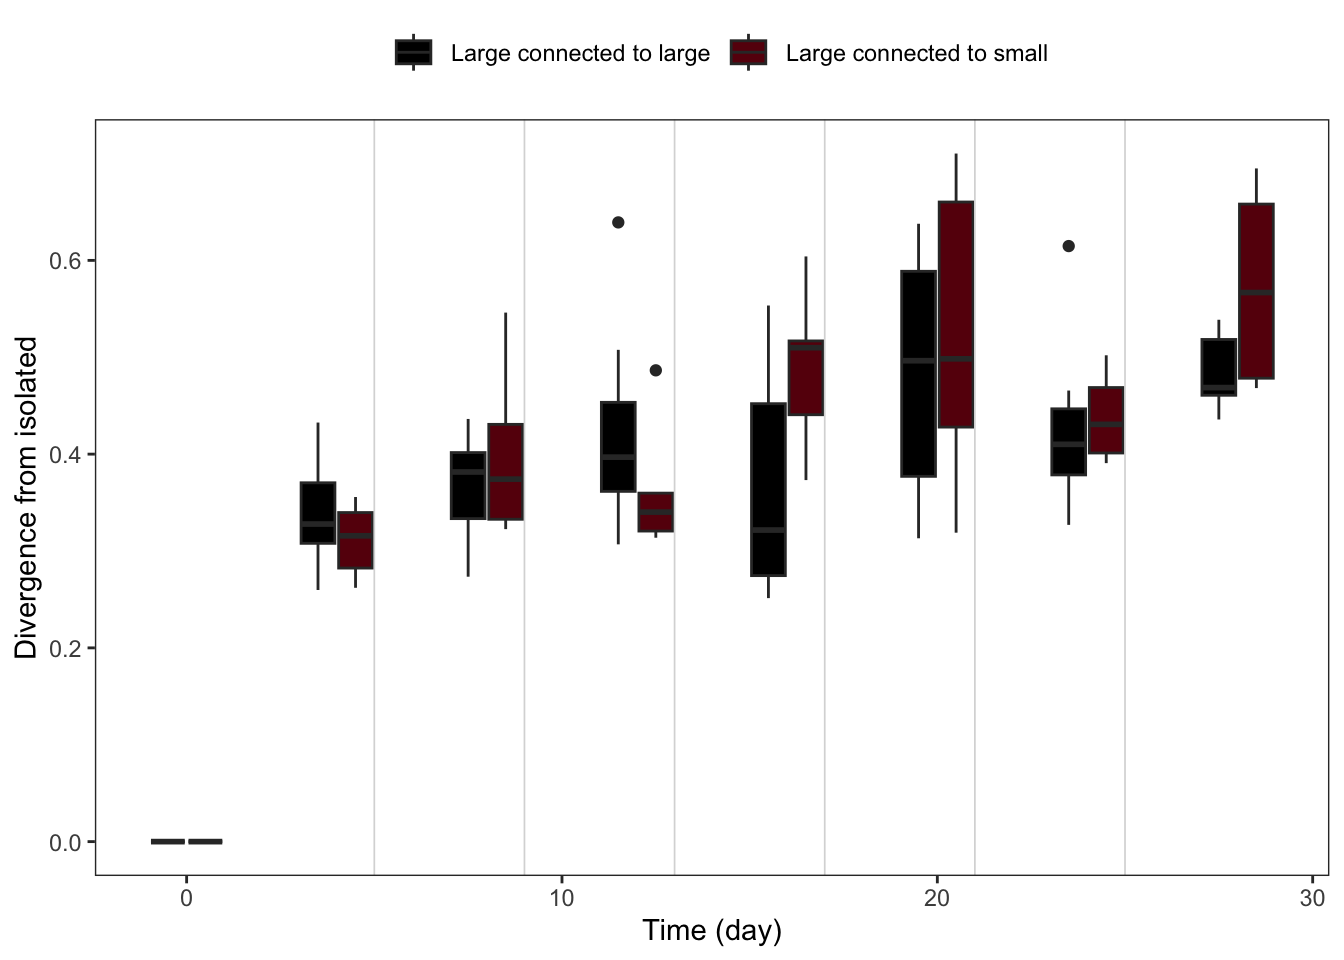 Large connected to large Large connected to small
Divergence from isolated
0.6
0.4
0.2
0.0
0 10 20 30
Time (day)